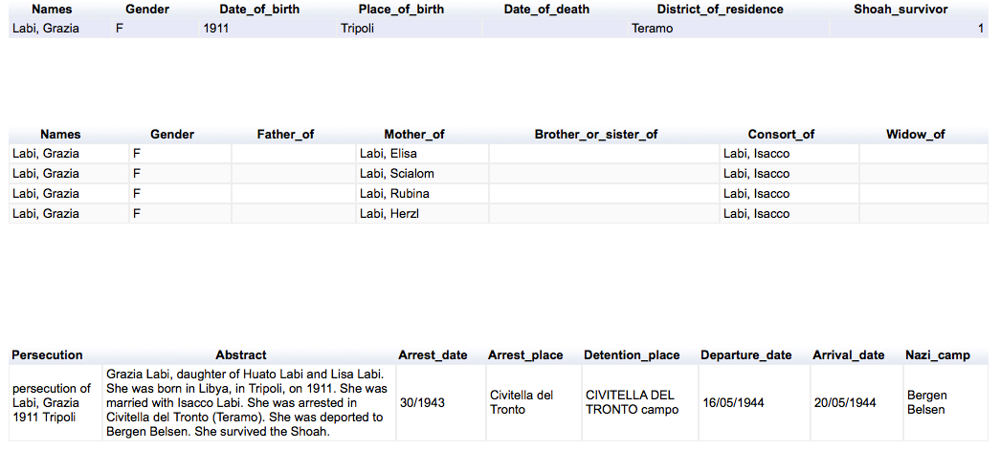 Names Gender Date_of_birth Place_of_birth Date_of_death District_of_residence Shoah_survivor
Labi, Grazia F 1911 Tripoli Teramo 1
Names Gender Father_of Mother_of Brother_or_sister_of Consort_of Widow_of
Labi, Grazia F Labi, Elisa Labi, Isacco
Labi, Grazia F Labi, Scialom Labi, Isacco
Labi, Grazia F Labi, Rubina Labi, Isacco
Labi, Grazia F Labi, Herzl Labi, Isacco
Persecution Abstract Arrest_date Arrest_place Detention_place Departure_date Arrival_date Nazi_camp
persecution of
Labi, Grazia
1911 Tripoli
Grazia Labi, daughter of Huato Labi and Lisa Labi.
She was born in Libya, in Tripoli, on 1911. She was
married with Isacco Labi. She was arrested in
Civitella del Tronto (Teramo). She was deported to
Bergen Belsen. She survived the Shoah.
30/1943
Civitella del
Tronto
CIVITELLA DEL
TRONTO campo
16/05/1944
20/05/1944
Bergen
Belsen